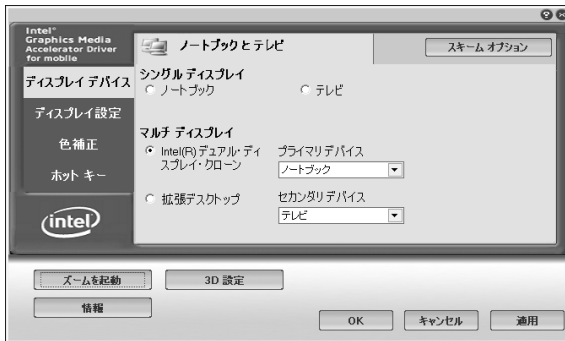 Intel®
Graphics Media
Accelerator Driver
for mobile
ノートブックとテレビ
スキーム オプション
ディスプレイ デバイス
ディスプレイ設定
色補正
ホット キー
intel
シングル ディスプレイ
ノートブック
テレビ
マルチ ディスプレイ
Intel(R) デュアル・ディ
スプレイ・クローン
プライマリ デバイス
ノートブック
拡張デスクトップ
セカンダリ デバイス
テレビ
ズームを起動
3D 設定
情報
OK
キャンセル
適用